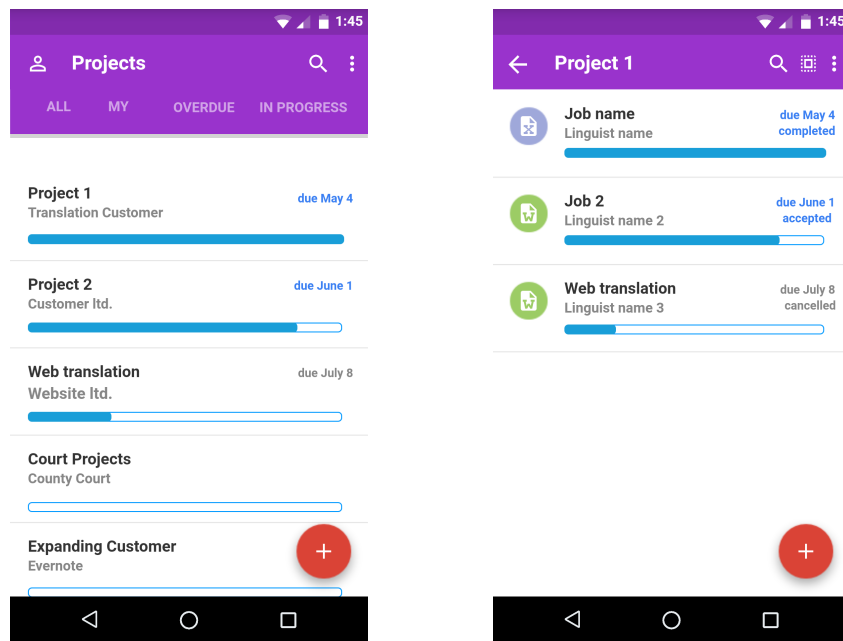 1:45
Projects
ALL MY OVERDUE IN PROGRESS
Project 1
due May 4
Translation Customer
Project 2
due June 1
Customer ltd.
Web translation
due July 8
Website ltd.
Court Projects
County Court
Expanding Customer
Evernote
+
1:45
Project 1
Job name
due May 4
Linguist name
completed
X
Job 2
due June 1
Linguist name 2
accepted
W
Web translation
due July 8
Linguist name 3
cancelled
W
+